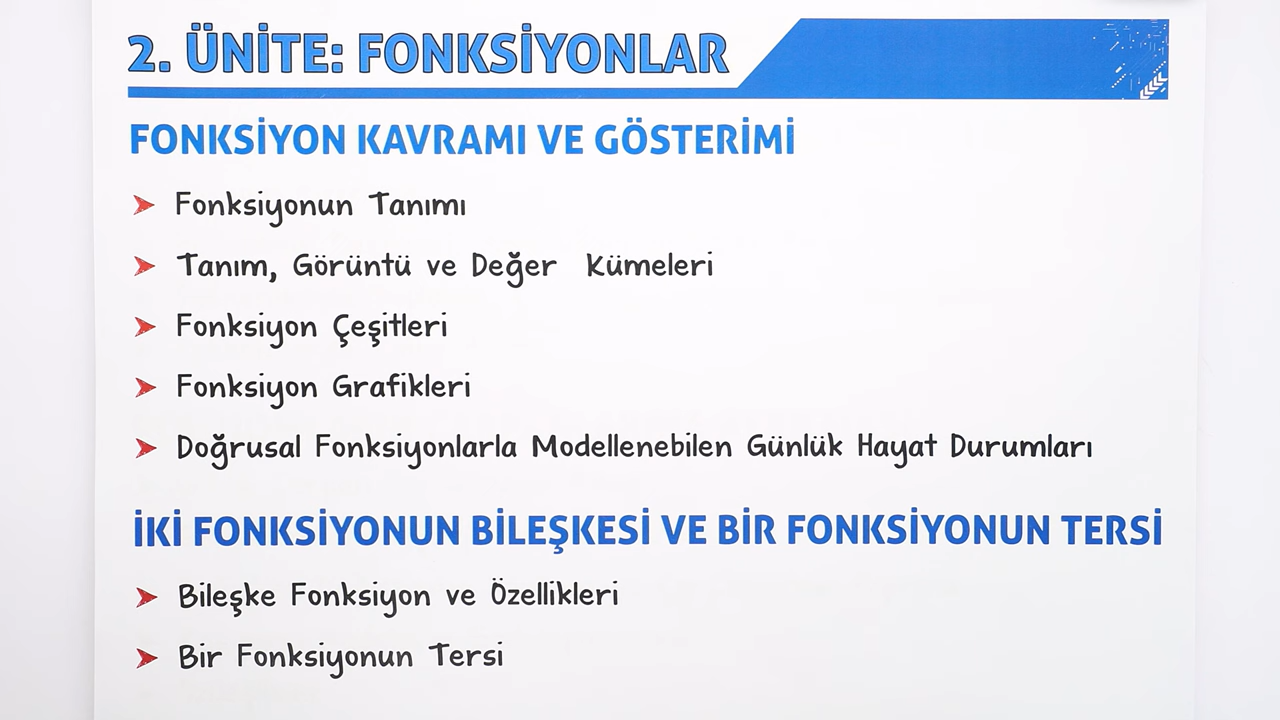 2. ÜNİTE: FONKSİYONLAR
FONKSİYON KAVRAMI VE GÖSTERİMİ
Fonksiyonun Tanımı
Tanım, Görüntü ve Değer Kümeleri
Fonksiyon Çeşitleri
Fonksiyon Grafikleri
Doğrusal Fonksiyonlarla Modellenebilen Günlük Hayat Durumları
İKİ FONKSİYONUN BİLEŞKESİ VE BİR FONKSİYONUN TERSİ
Bileşke Fonksiyon ve Özellikleri
Bir Fonksiyonun Tersi